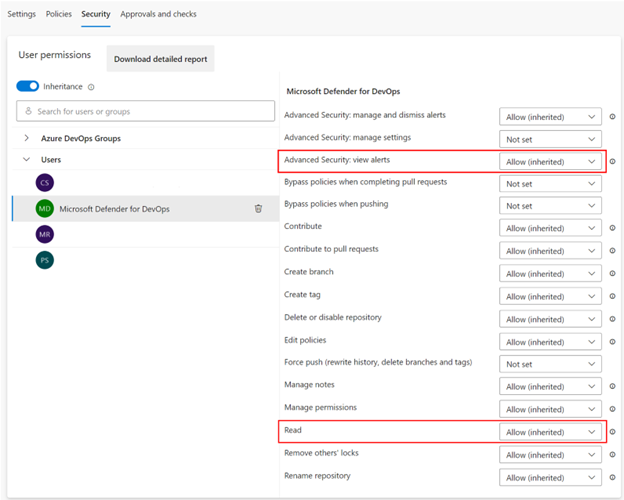 Settings Policies Security Approvals and checks
User permissions Download detailed report
Inheritance
Search for users or groups
Azure DevOps Groups
Users
CS
MD Microsoft Defender for DevOps
MR
PS
Microsoft Defender for DevOps
Advanced Security: manage and dismiss alerts Allow (inherited)
Advanced Security: manage settings Not set
Advanced Security: view alerts Allow (inherited)
Bypass policies when completing pull requests Not set
Bypass policies when pushing Not set
Contribute Allow (inherited)
Contribute to pull requests Allow (inherited)
Create branch Allow (inherited)
Create tag Allow (inherited)
Delete or disable repository Allow (inherited)
Edit policies Allow (inherited)
Force push (rewrite history, delete branches and tags) Not set
Manage notes Allow (inherited)
Manage permissions Allow (inherited)
Read Allow (inherited)
Remove others' locks Allow (inherited)
Rename repository Allow (inherited)